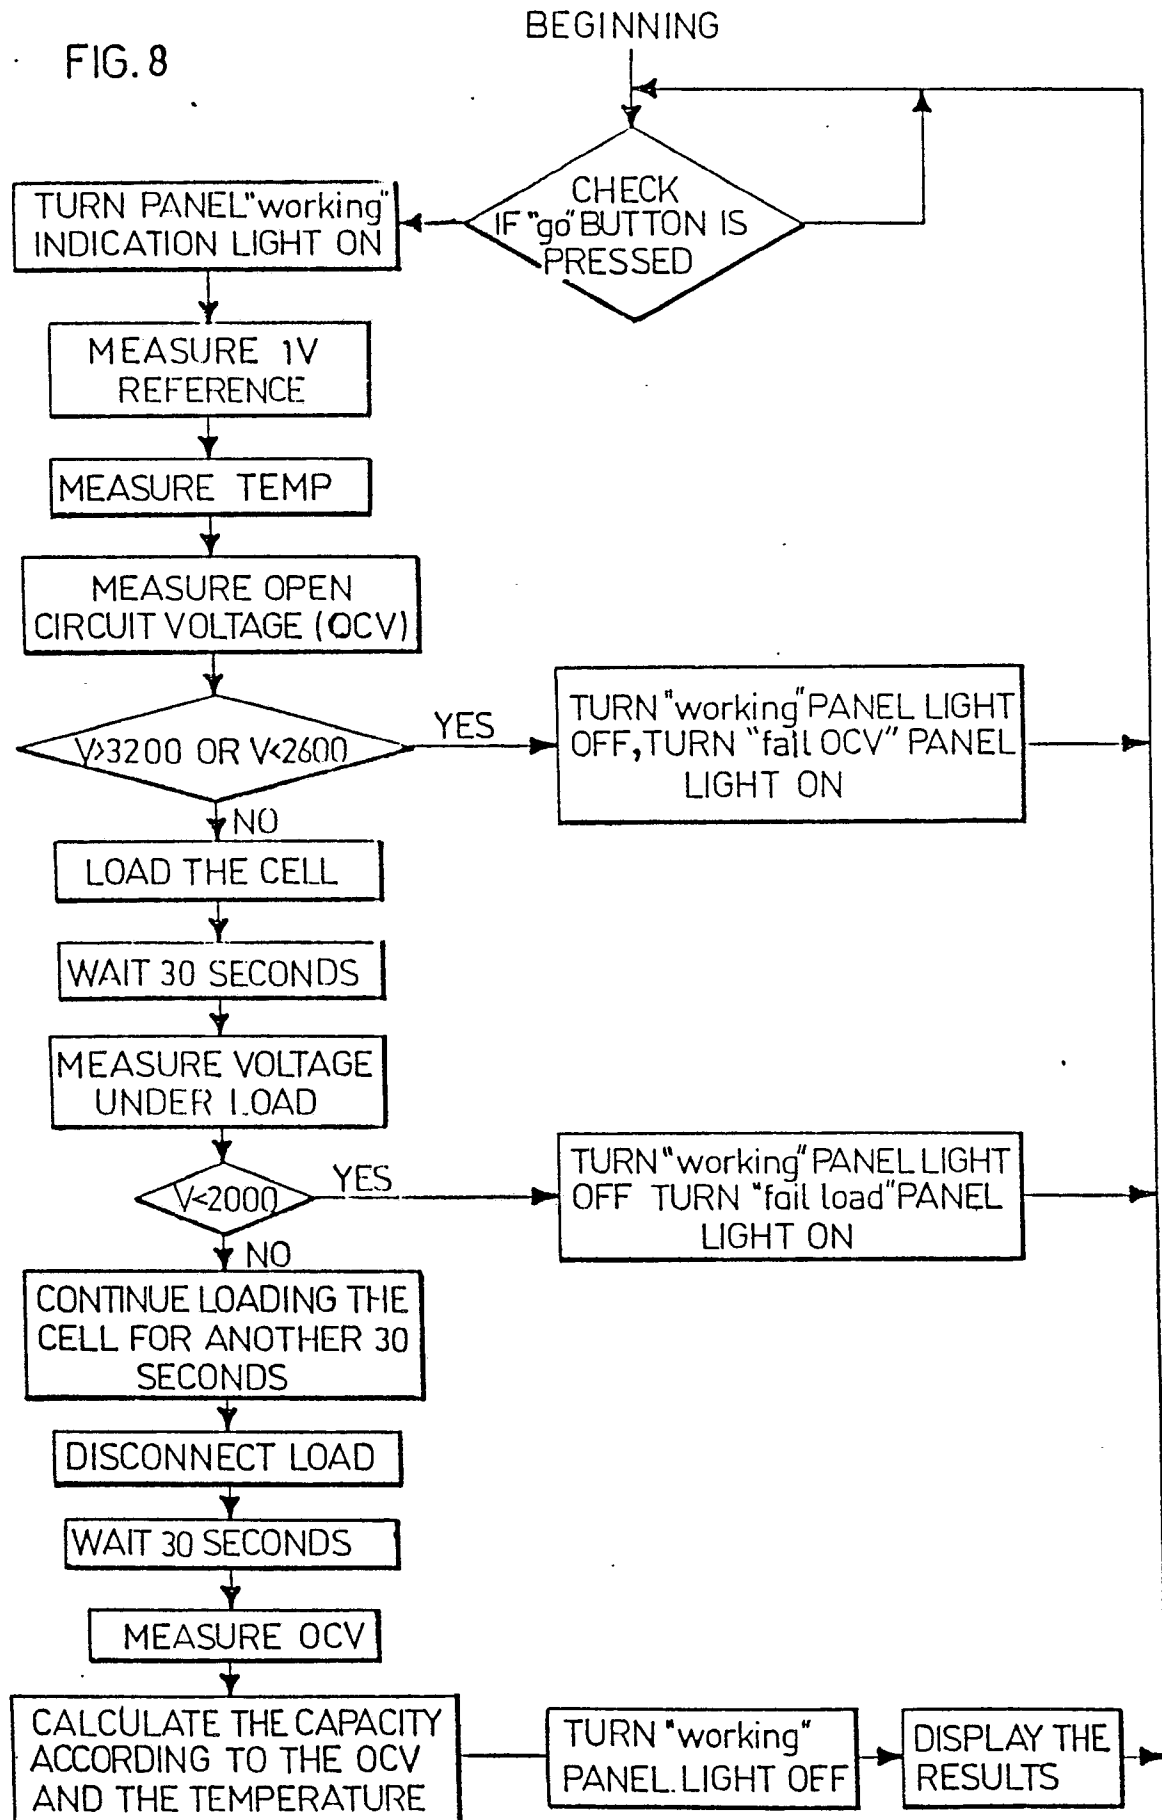 FIG. 8
BEGINNING
CHECK
IF "go" BUTTON IS
PRESSED
TURN PANEL "working"
INDICATION LIGHT ON
MEASURE 1V
REFERENCE
MEASURE TEMP
MEASURE OPEN
CIRCUIT VOLTAGE (OCV)
V>3200 OR V<2600
YES
TURN "working" PANEL LIGHT
OFF, TURN "fail OCV" PANEL
LIGHT ON
NO
LOAD THE CELL
WAIT 30 SECONDS
MEASURE VOLTAGE
UNDER LOAD
V<2000
YES
TURN "working" PANEL LIGHT
OFF TURN "fail load" PANEL
LIGHT ON
NO
CONTINUE LOADING THE
CELL FOR ANOTHER 30
SECONDS
DISCONNECT LOAD
WAIT 30 SECONDS
MEASURE OCV
CALCULATE THE CAPACITY
ACCORDING TO THE OCV
AND THE TEMPERATURE
TURN "working"
PANEL.LIGHT OFF
DISPLAY THE
RESULTS